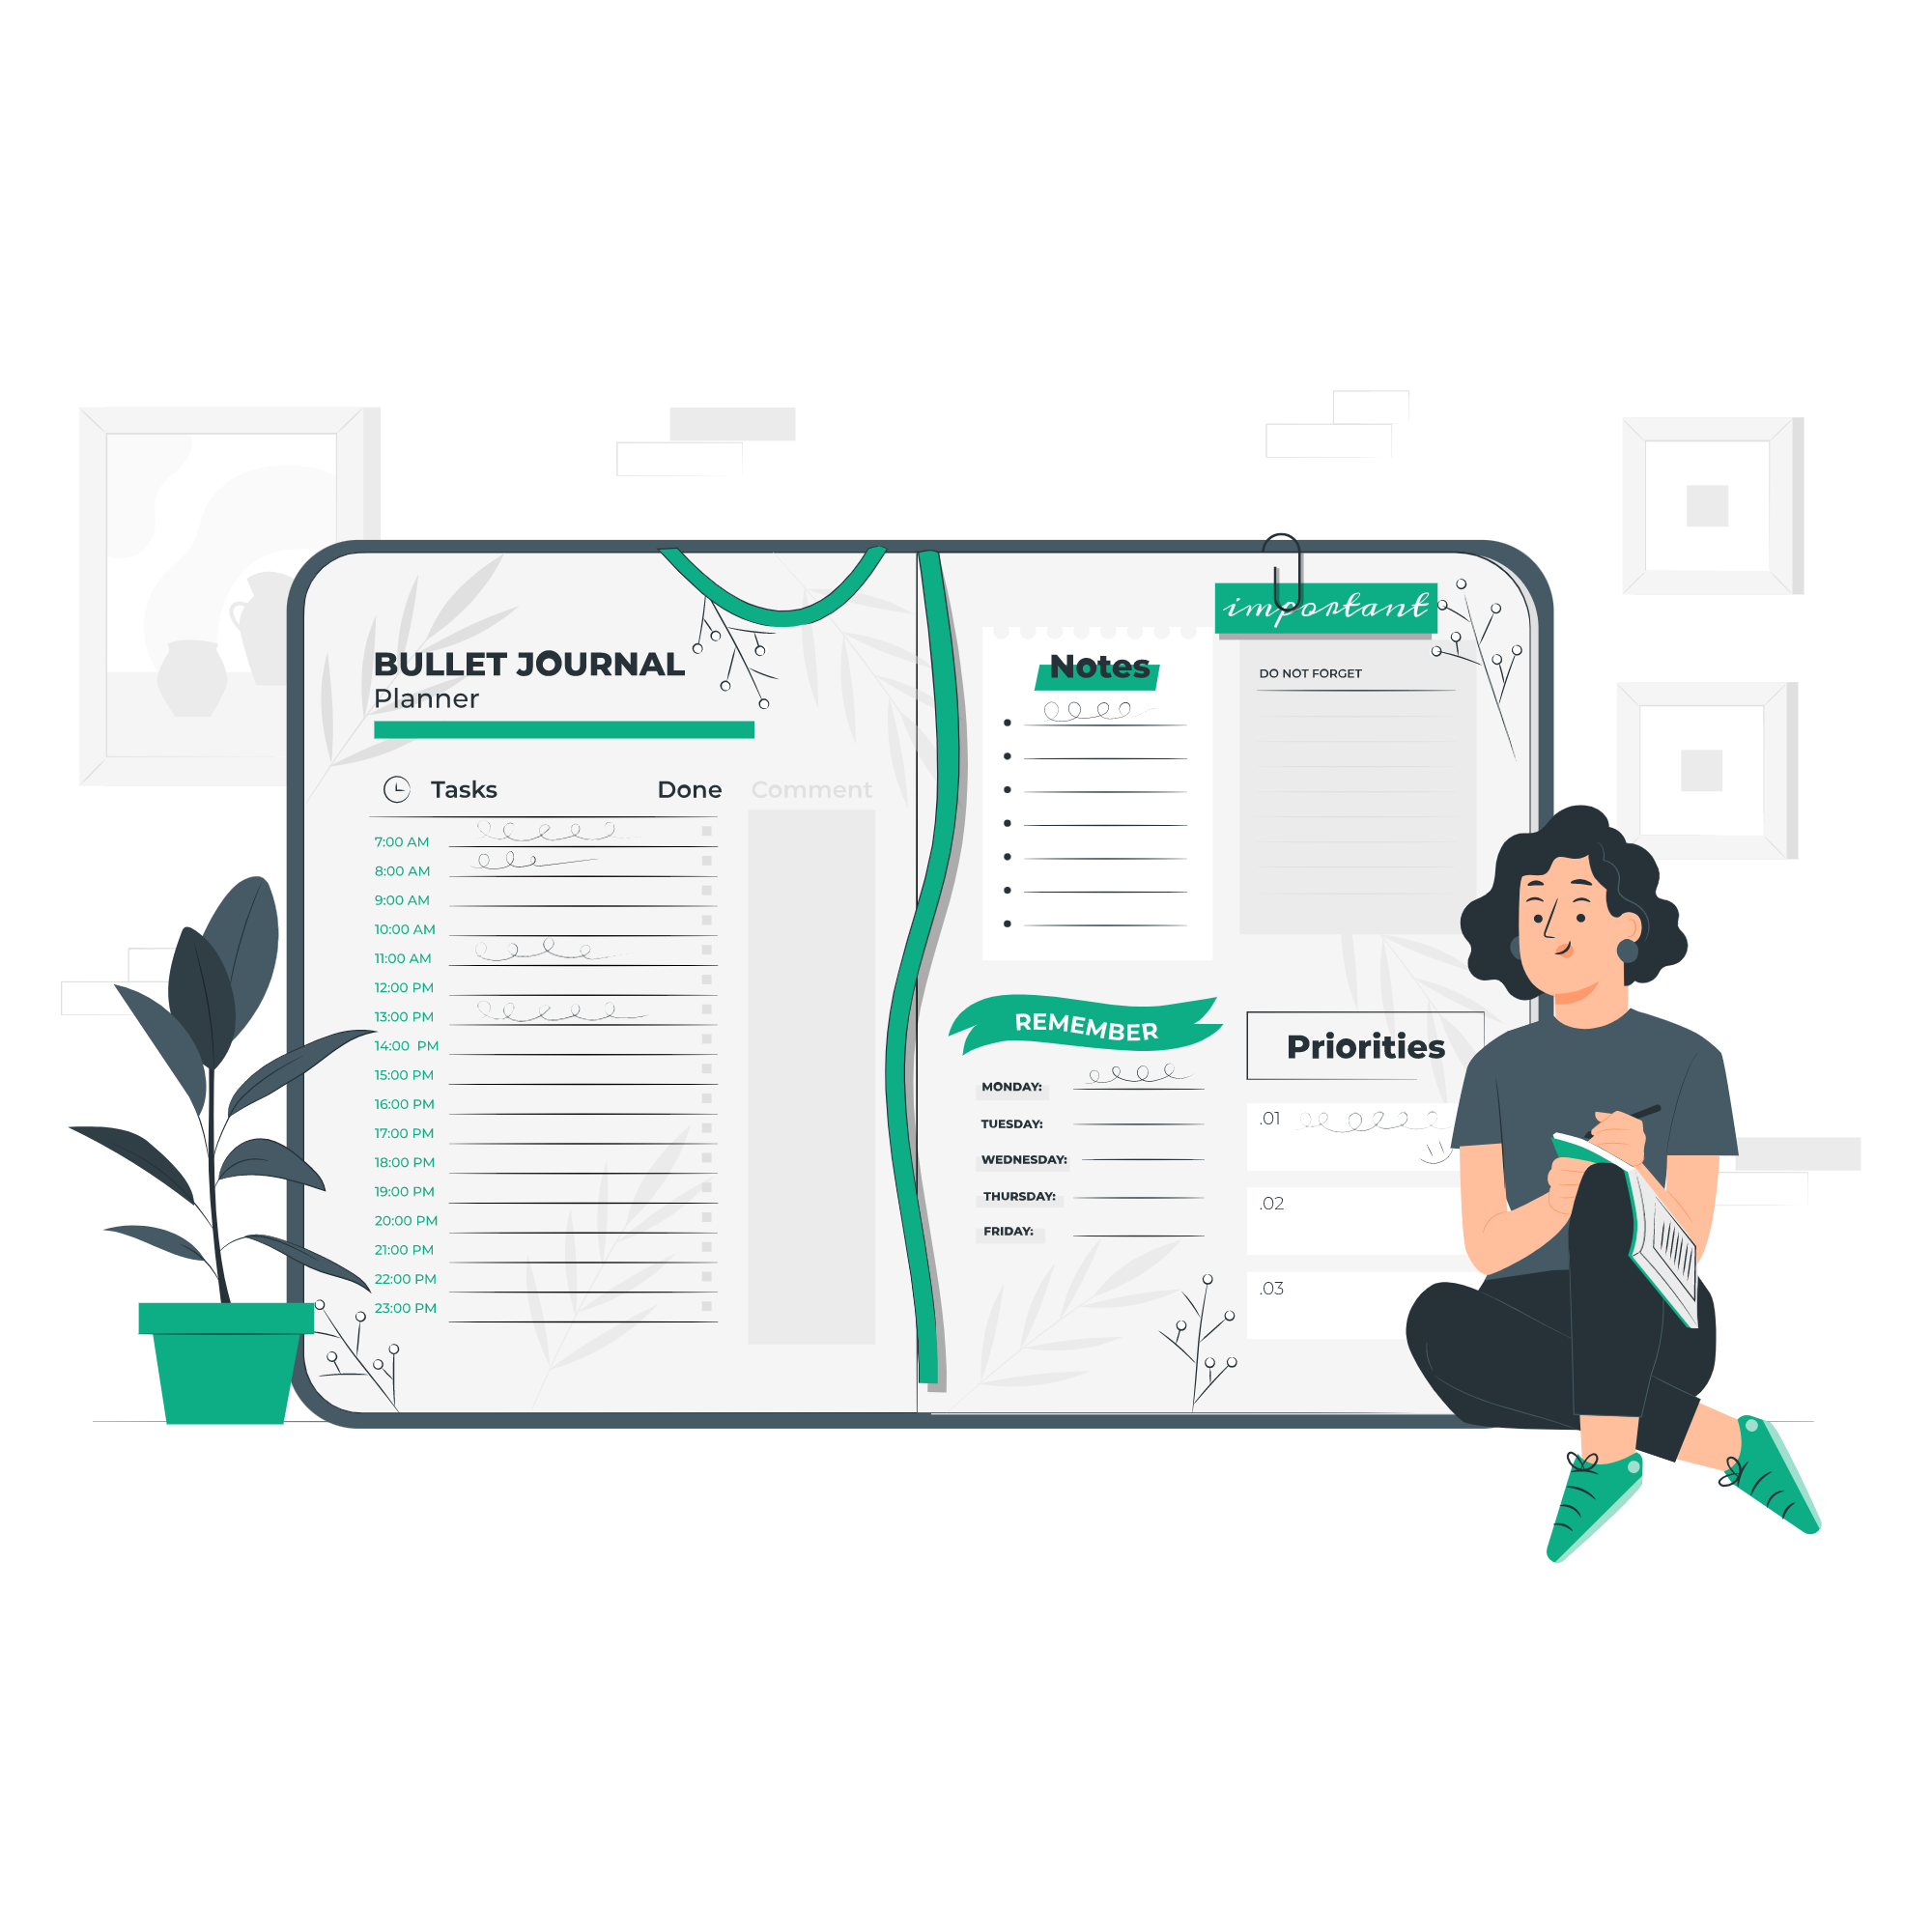 BULLET JOURNAL
Planner
Tasks Done Comment
7:00 AM
8:00 AM
9:00 AM
10:00 AM
11:00 AM
12:00 PM
13:00 PM
14:00 PM
15:00 PM
16:00 PM
17:00 PM
18:00 PM
19:00 PM
20:00 PM
21:00 PM
22:00 PM
23:00 PM
important
Notes
DO NOT FORGET
REMEMBER
MONDAY:
TUESDAY:
WEDNESDAY:
THURSDAY:
FRIDAY:
Priorities
.01
.02
.03